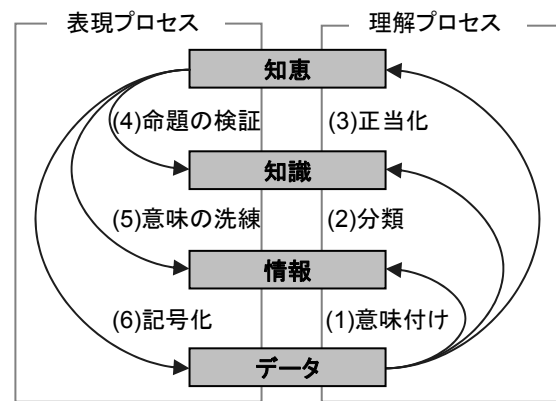 表現プロセス
理解プロセス
知恵
(4)命題の検証
(3)正当化
知識
(5)意味の洗練
(2)分類
情報
(6)記号化
(1)意味付け
データ